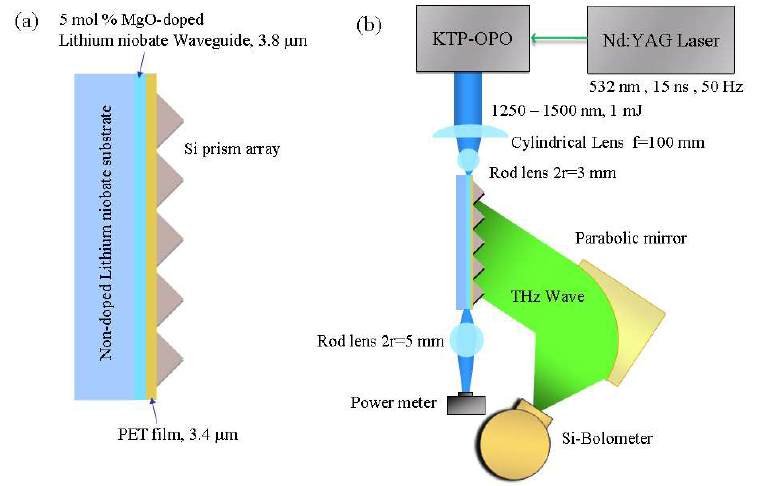 (a)
5 mol % MgO-doped
Lithium niobate Waveguide, 3.8 μm
Non-doped Lithium niobate substrate
Si prism array
PET film, 3.4 μm
(b)
KTP-OPO
Nd:YAG Laser
532 nm , 15 ns , 50 Hz
1250 – 1500 nm, 1 mJ
Cylindrical Lens f=100 mm
Rod lens 2r=3 mm
Parabolic mirror
THz Wave
Rod lens 2r=5 mm
Power meter
Si-Bolometer